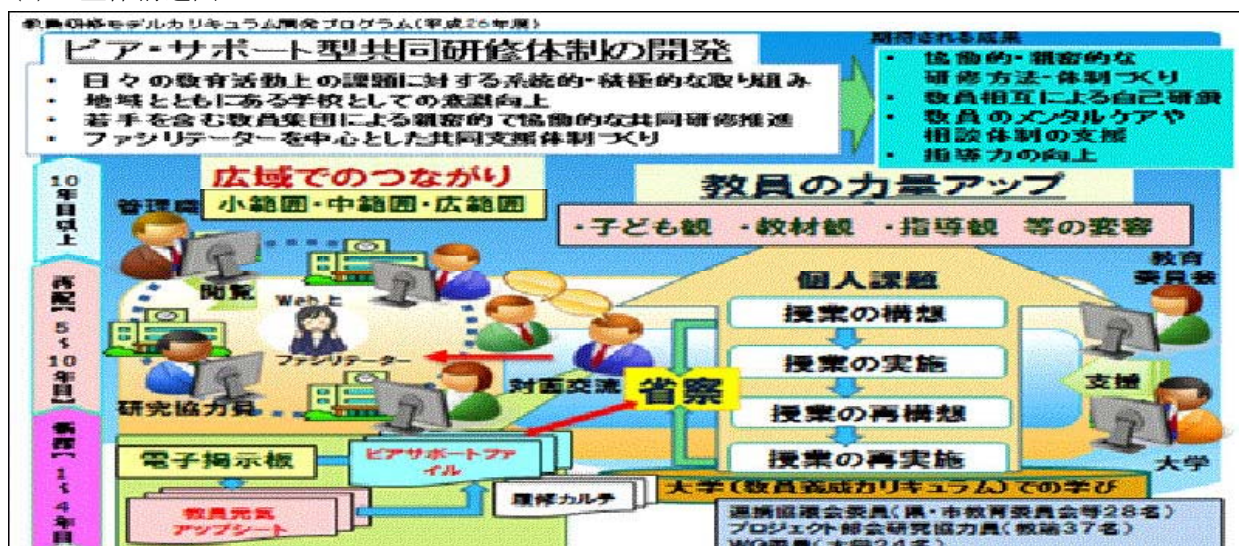 教員研修モデルカリキュラム開発プログラム(平成26年度)
ピア・サポート型共同研修体制の開発
・ 日々の教育活動上の課題に対する系統的・積極的な取り組み
・ 地域とともにある学校としての意識向上
・ 若手を含む教員集団による親密的で協働的な共同研修推進
・ ファシリテーターを中心とした共同支援体制づくり
期待される成果
・ 協働的・親密的な
研修方法・体制づくり
・ 教員相互による自己研鑽
・ 教員のメンタルケアや
相談体制の支援
・ 指導力の向上
10年目以上
5~10年目】
1~4年目
広域でのつながり
小範囲・中範囲・広範囲
管理職
閲覧
Web上
ファシリテーター
研究協力員
対面交流
省察
電子掲示板
ピアサポートファ
イル
教員元気
アップシート
履修カルテ
教員の力量アップ
・子ども観 ・教材観 ・指導観 等の変容
個人課題
授業の構想
授業の実施
授業の再構想
授業の再実施
教育
委員会
支援
大学
大学(教員養成カリキュラム)での学び
連携協議会委員(県・市教育委員会等28名)
プロジェクト部会研究協力員(教諭37名)